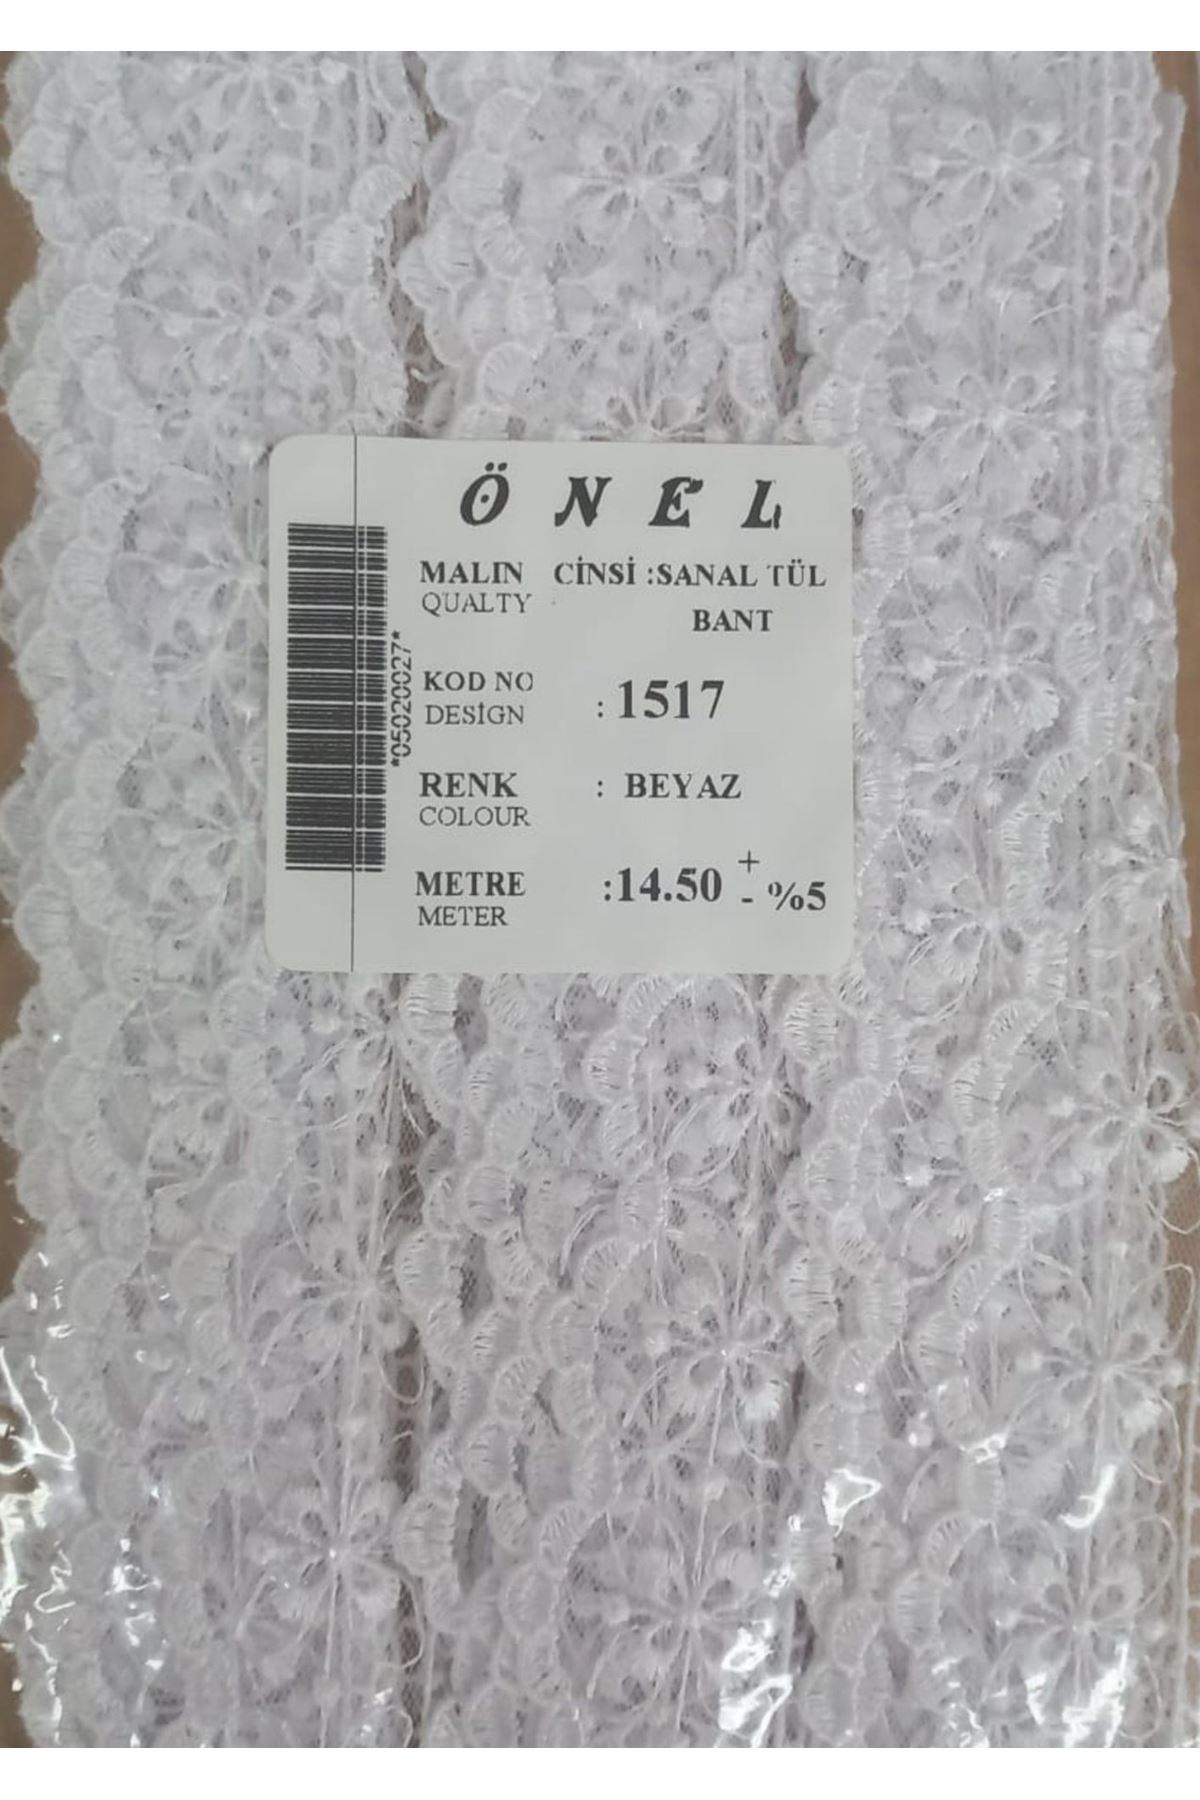 ÖNEL
MALIN CİNSİ :SANAL TÜL
QUALTY
BANT
KOD NO
DESİGN : 1517
RENK : BEYAZ
COLOUR
METRE :14.50 + - %5
METER
*05020027*